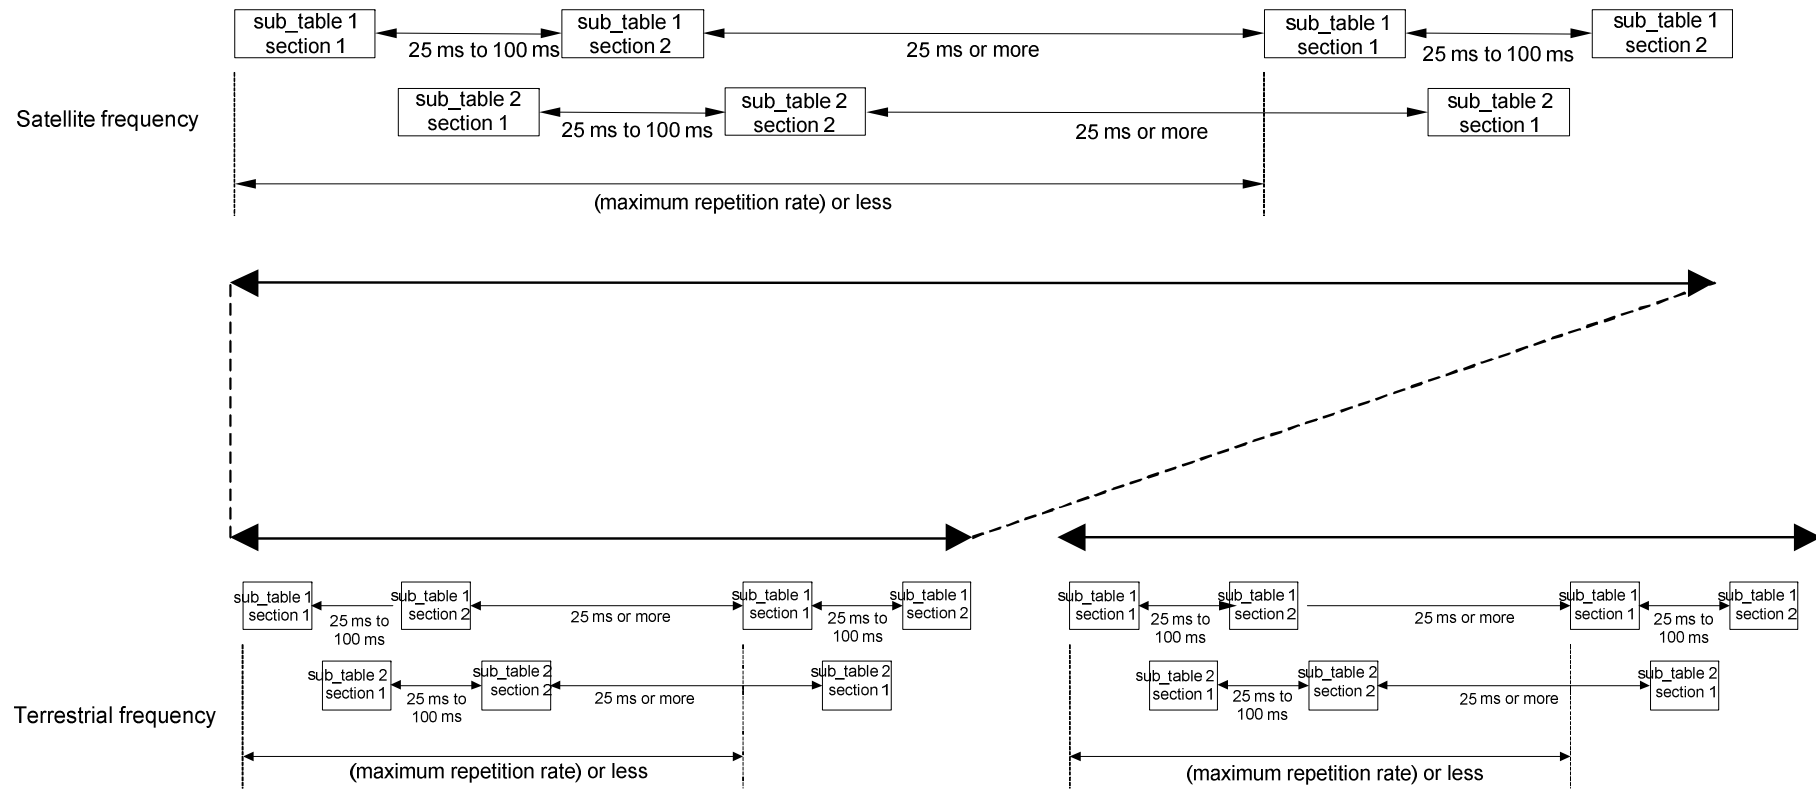 sub_table 1
section 1
25 ms to 100 ms
sub_table 1
section 2
25 ms or more
sub_table 1
section 1
25 ms to 100 ms
sub_table 1
section 2
Satellite frequency
sub_table 2
section 1
25 ms to 100 ms
sub_table 2
section 2
25 ms or more
sub_table 2
section 1
(maximum repetition rate) or less
sub_table 1
section 1
25 ms to
100 ms
sub_table 1
section 2
25 ms or more
sub_table 1
section 1
25 ms to
100 ms
sub_table 1
section 2
sub_table 1
section 1
25 ms to
100 ms
sub_table 1
section 2
25 ms or more
sub_table 1
section 1
25 ms to
100 ms
sub_table 1
section 2
Terrestrial frequency
sub_table 2
section 1
25 ms to
100 ms
sub_table 2
section 2
25 ms or more
sub_table 2
section 1
sub_table 2
section 1
25 ms to
100 ms
sub_table 2
section 2
25 ms or more
sub_table 2
section 1
(maximum repetition rate) or less
(maximum repetition rate) or less